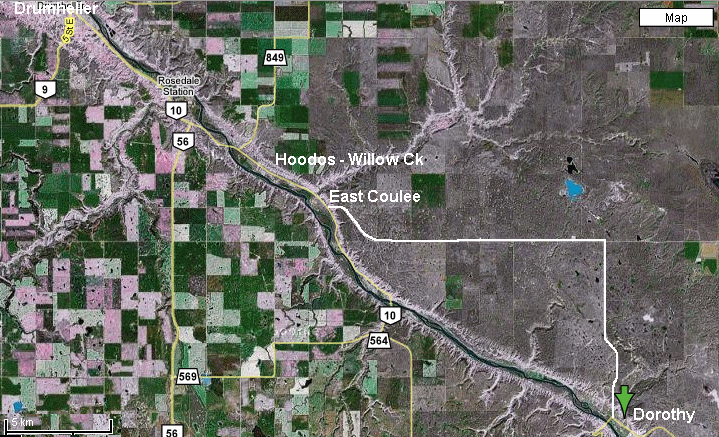 Drumheller
Map
S St E
849
9
Rosedale
Station
10
56
Hoodos - Willow Ck
East Coulee
10
564
569
Dorothy
5 km
56